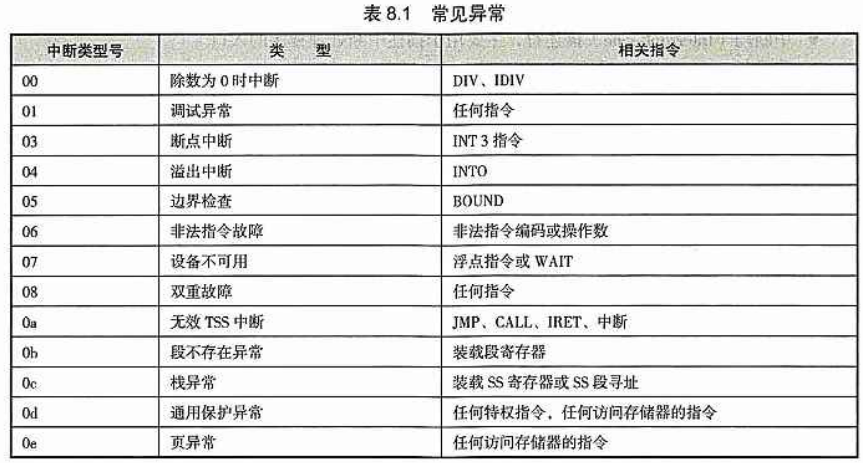 表 8.1 常见异常
中断类型号 类 型 相关指令
00 除数为 0 时中断 DIV、IDIV
01 调试异常 任何指令
03 断点中断 INT 3 指令
04 溢出中断 INTO
05 边界检查 BOUND
06 非法指令故障 非法指令编码或操作数
07 设备不可用 浮点指令或 WAIT
08 双重故障 任何指令
0a 无效 TSS 中断 JMP、CALL、IRET、中断
0b 段不存在异常 装载段寄存器
0c 栈异常 装载 SS 寄存器或 SS 段寻址
0d 通用保护异常 任何特权指令，任何访问存储器的指令
0e 页异常 任何访问存储器的指令